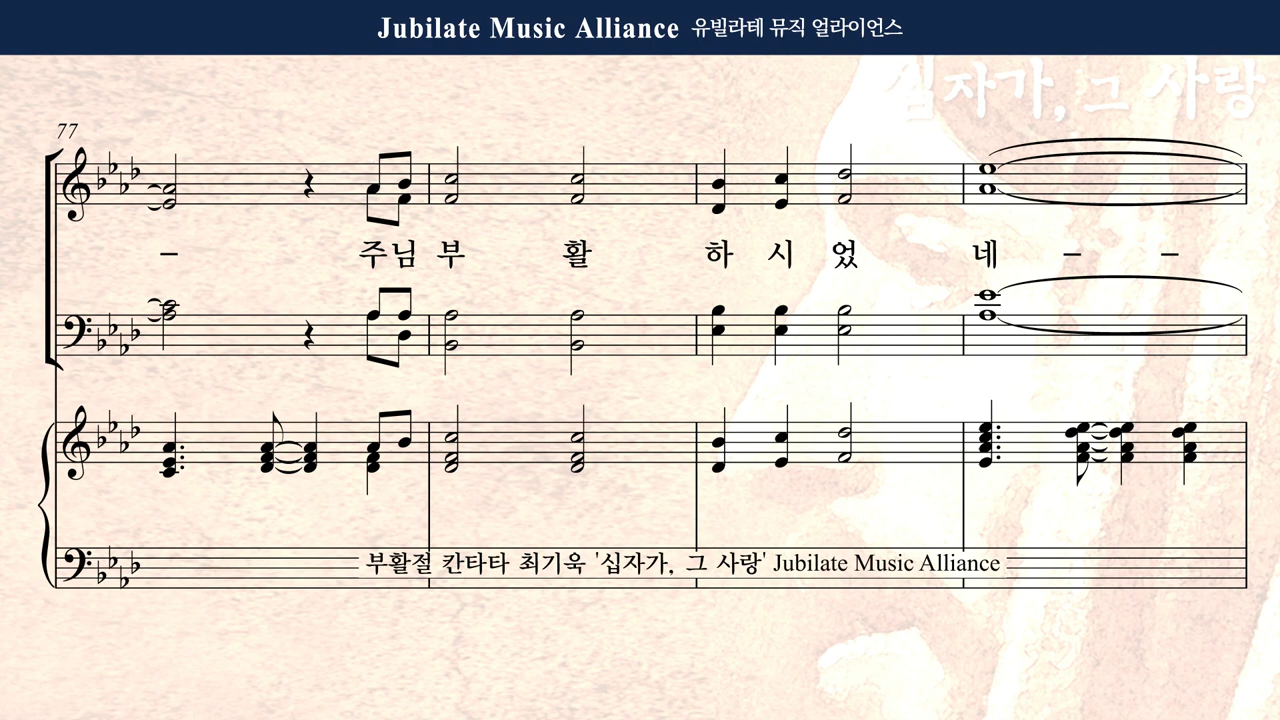 Jubilate Music Alliance 유빌라테 뮤직 얼라이언스
십자가, 그 사랑
77
– 주님 부 활 하 시 었 네 – –
부활절 칸타타 최기욱 '십자가, 그 사랑' Jubilate Music Alliance